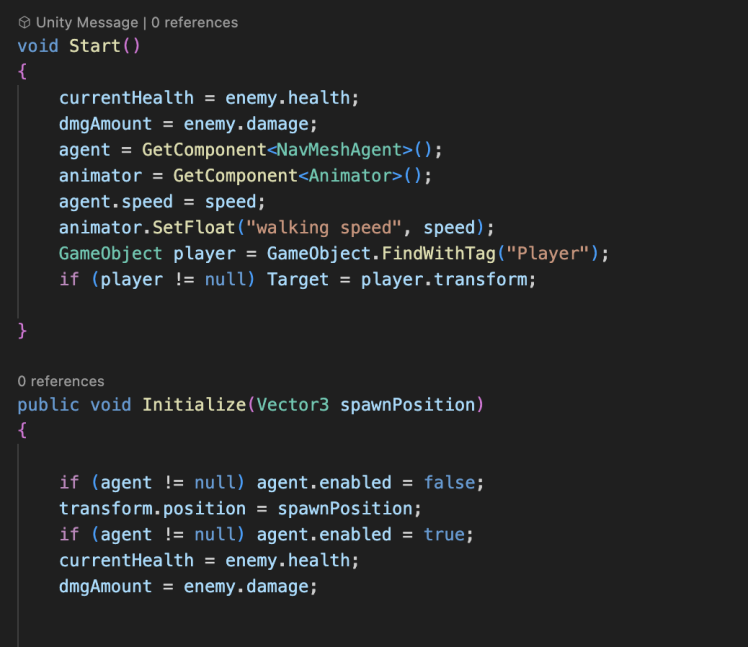 Unity Message | 0 references
void Start()
{
    currentHealth = enemy.health;
    dmgAmount = enemy.damage;
    agent = GetComponent<NavMeshAgent>();
    animator = GetComponent<Animator>();
    agent.speed = speed;
    animator.SetFloat("walking speed", speed);
    GameObject player = GameObject.FindWithTag("Player");
    if (player != null) Target = player.transform;
}
0 references
public void Initialize(Vector3 spawnPosition)
{
    if (agent != null) agent.enabled = false;
    transform.position = spawnPosition;
    if (agent != null) agent.enabled = true;
    currentHealth = enemy.health;
    dmgAmount = enemy.damage;